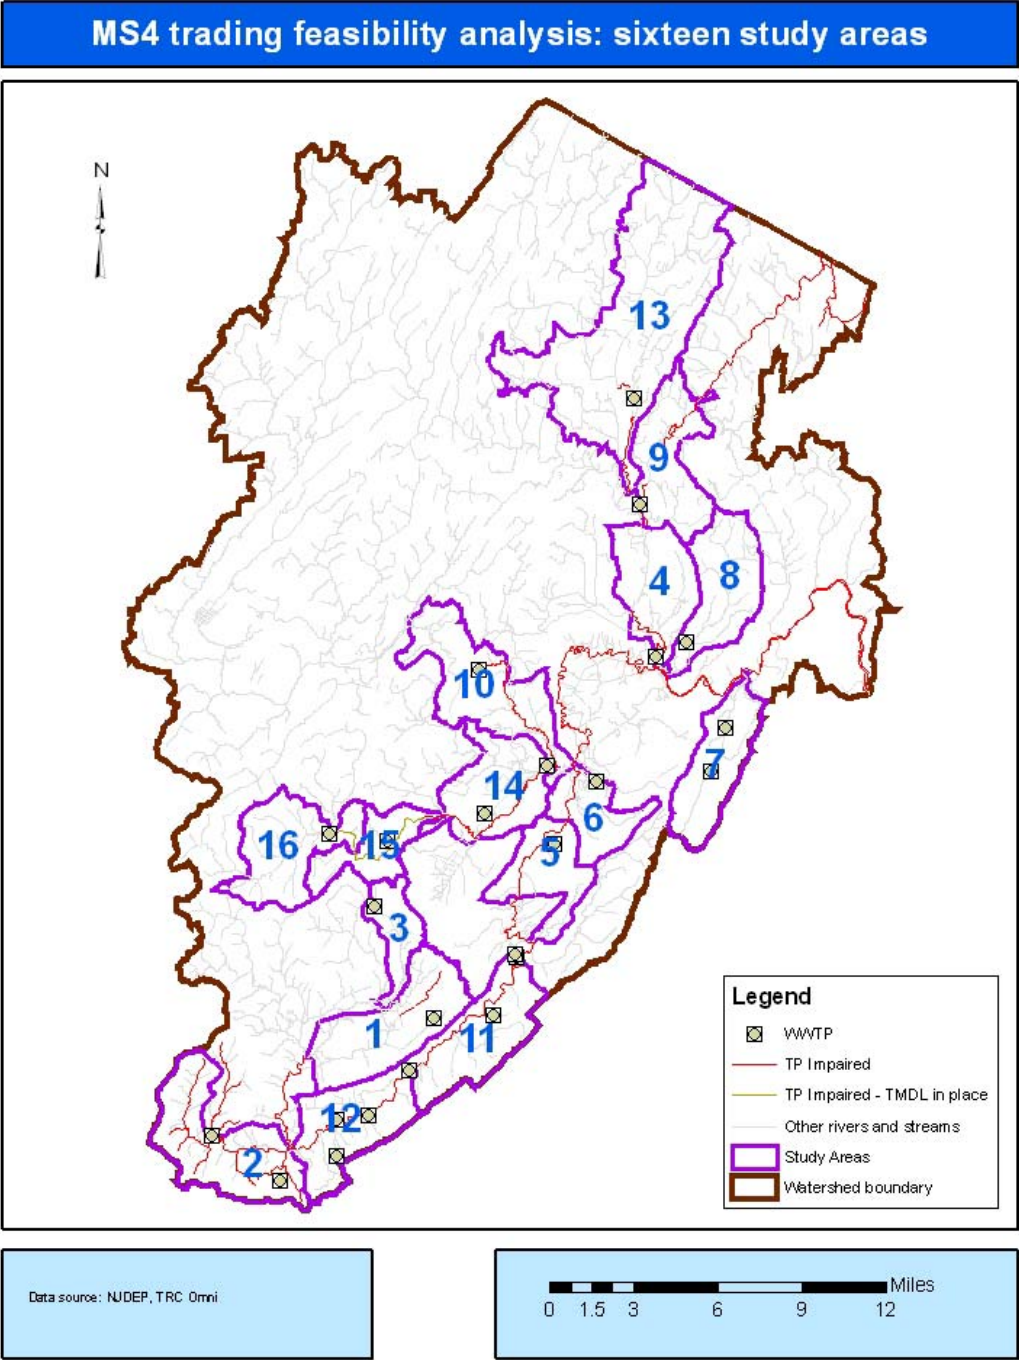 MS4 trading feasibility analysis: sixteen study areas
N
13
9
4
8
10
7
14
6
16
15
5
3
1
11
12
2
Legend
WWTP
TP Impaired
TP Impaired - TMDL in place
Other rivers and streams
Study Areas
Watershed boundary
Data source: NJDEP, TRC Omni
Miles
0 1.5 3 6 9 12